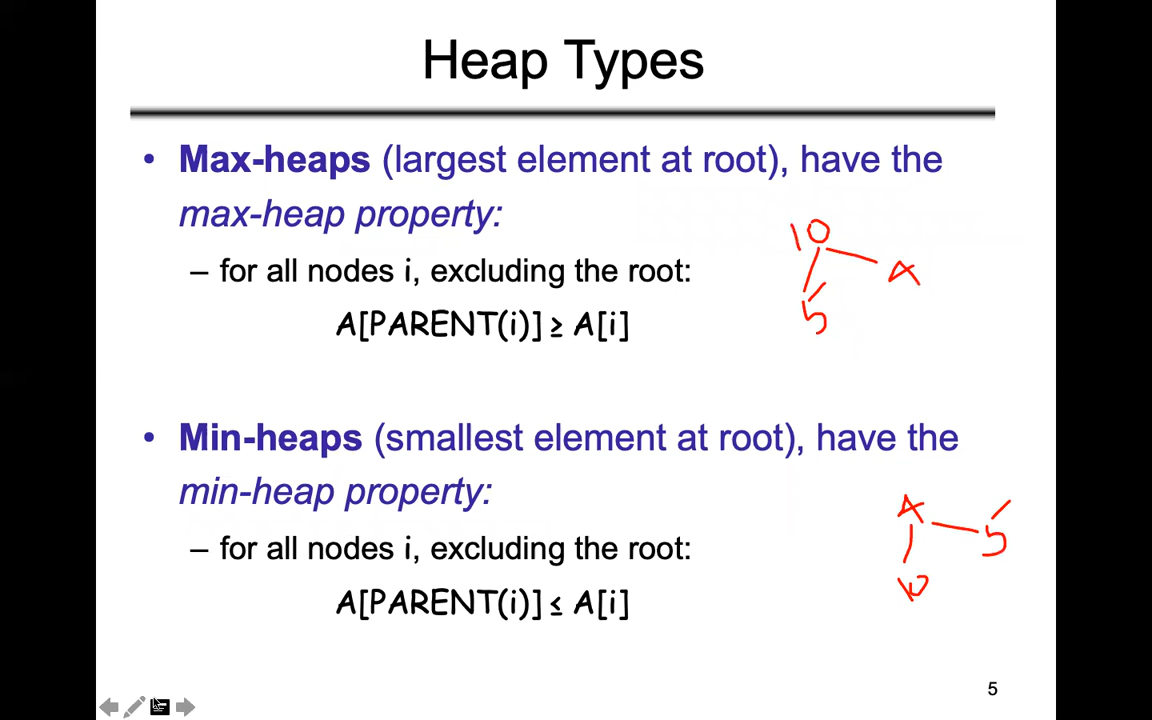 Heap Types
• Max-heaps (largest element at root), have the
max-heap property:
– for all nodes i, excluding the root:
A[PARENT(i)] ≥ A[i]
10
4
5
• Min-heaps (smallest element at root), have the
min-heap property:
– for all nodes i, excluding the root:
A[PARENT(i)] ≤ A[i]
4
5
10
5